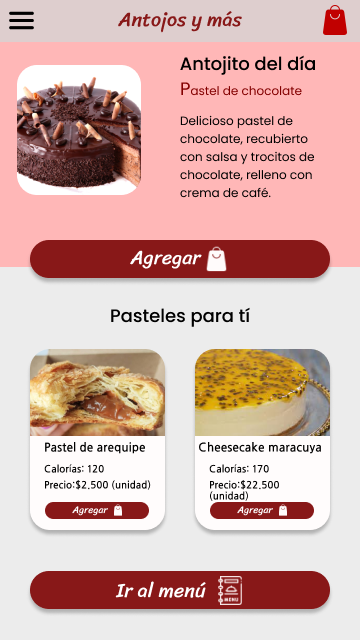 Antojos y más
Antojito del día
Pastel de chocolate
Delicioso pastel de
chocolate, recubierto
con salsa y trocitos de
chocolate, relleno con
crema de café.
Agregar
Pasteles para tí
Pastel de arequipe
Calorías: 120
Precio:$2,500 (unidad)
Agregar
Cheesecake maracuya
Calorías: 170
Precio:$22,500
(unidad)
Agregar
Ir al menú
MENU